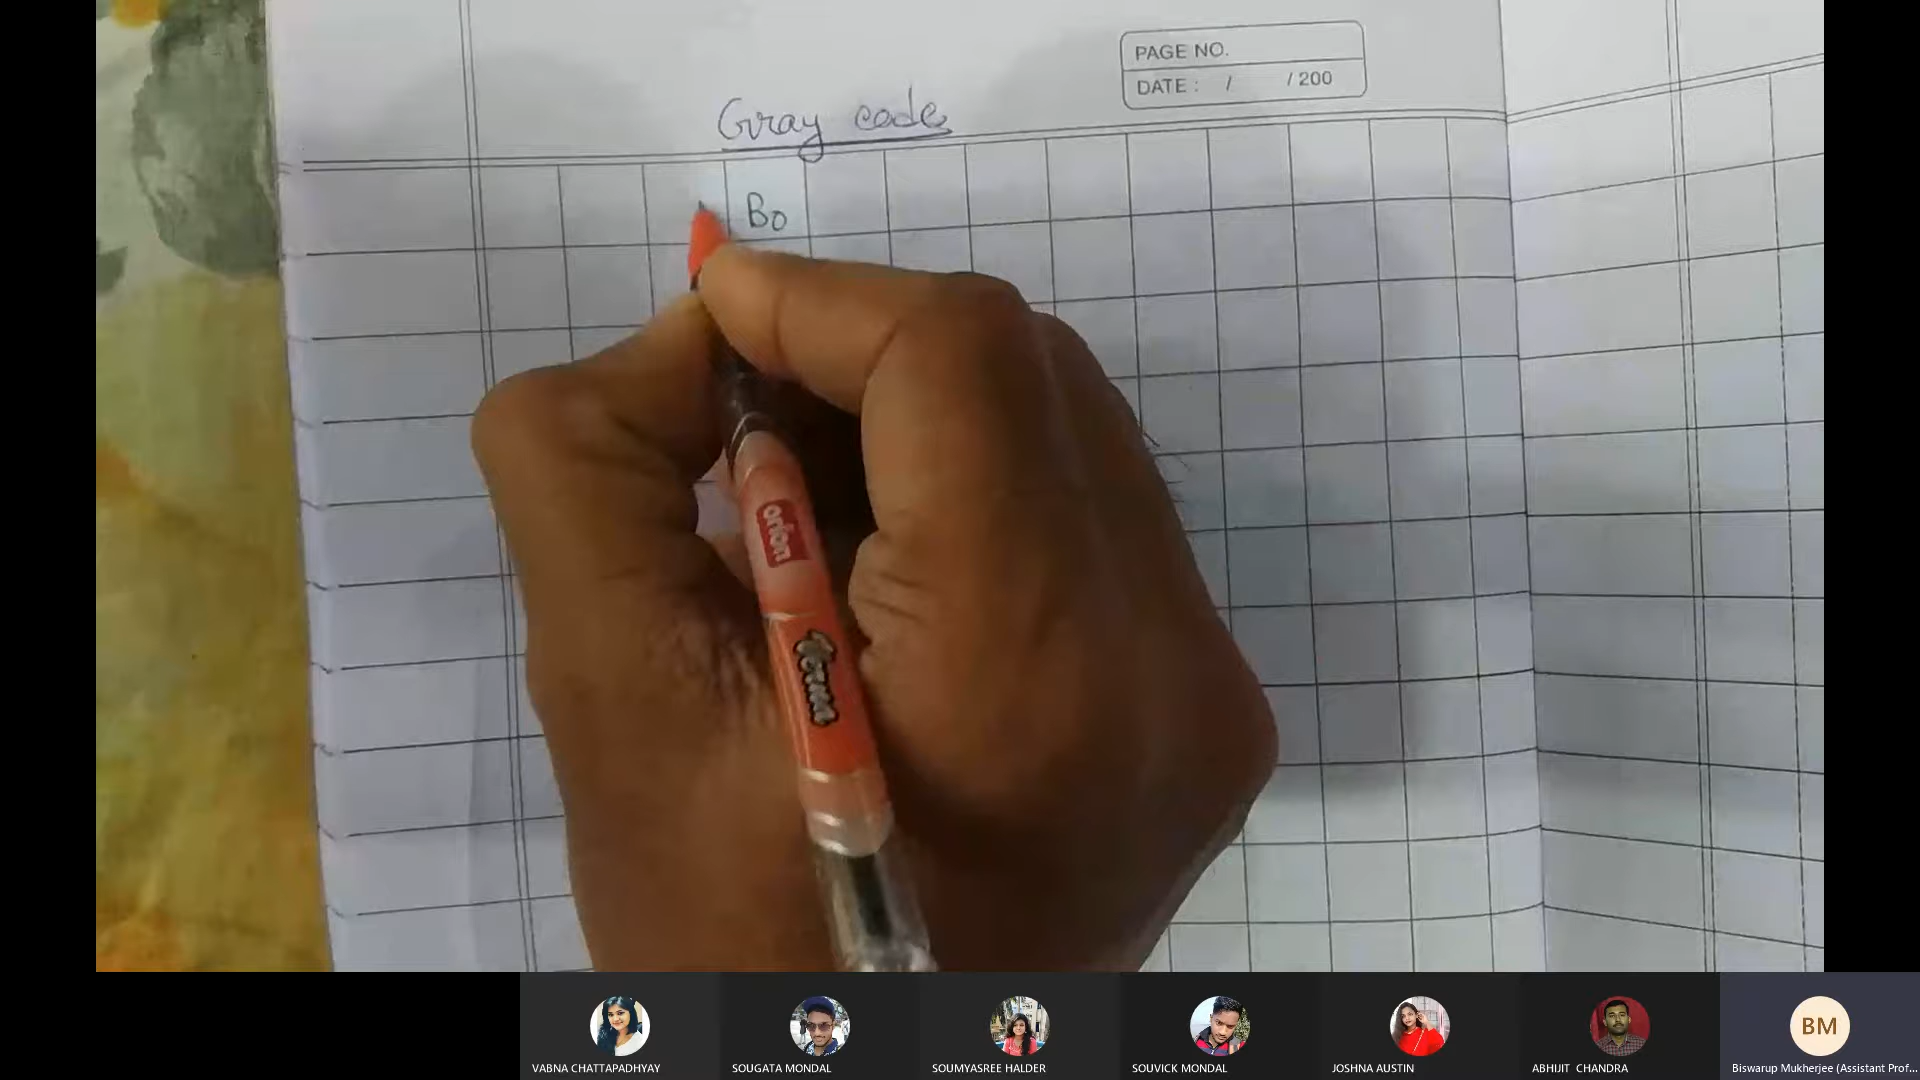 PAGE NO.
DATE : / / 200
Gray code
B0
orion
VABNA CHATTAPADHYAY
SOUGATA MONDAL
SOUMYASREE HALDER
SOUVICK MONDAL
JOSHNA AUSTIN
ABHIJIT CHANDRA
BM
Biswarup Mukherjee (Assistant Prof...